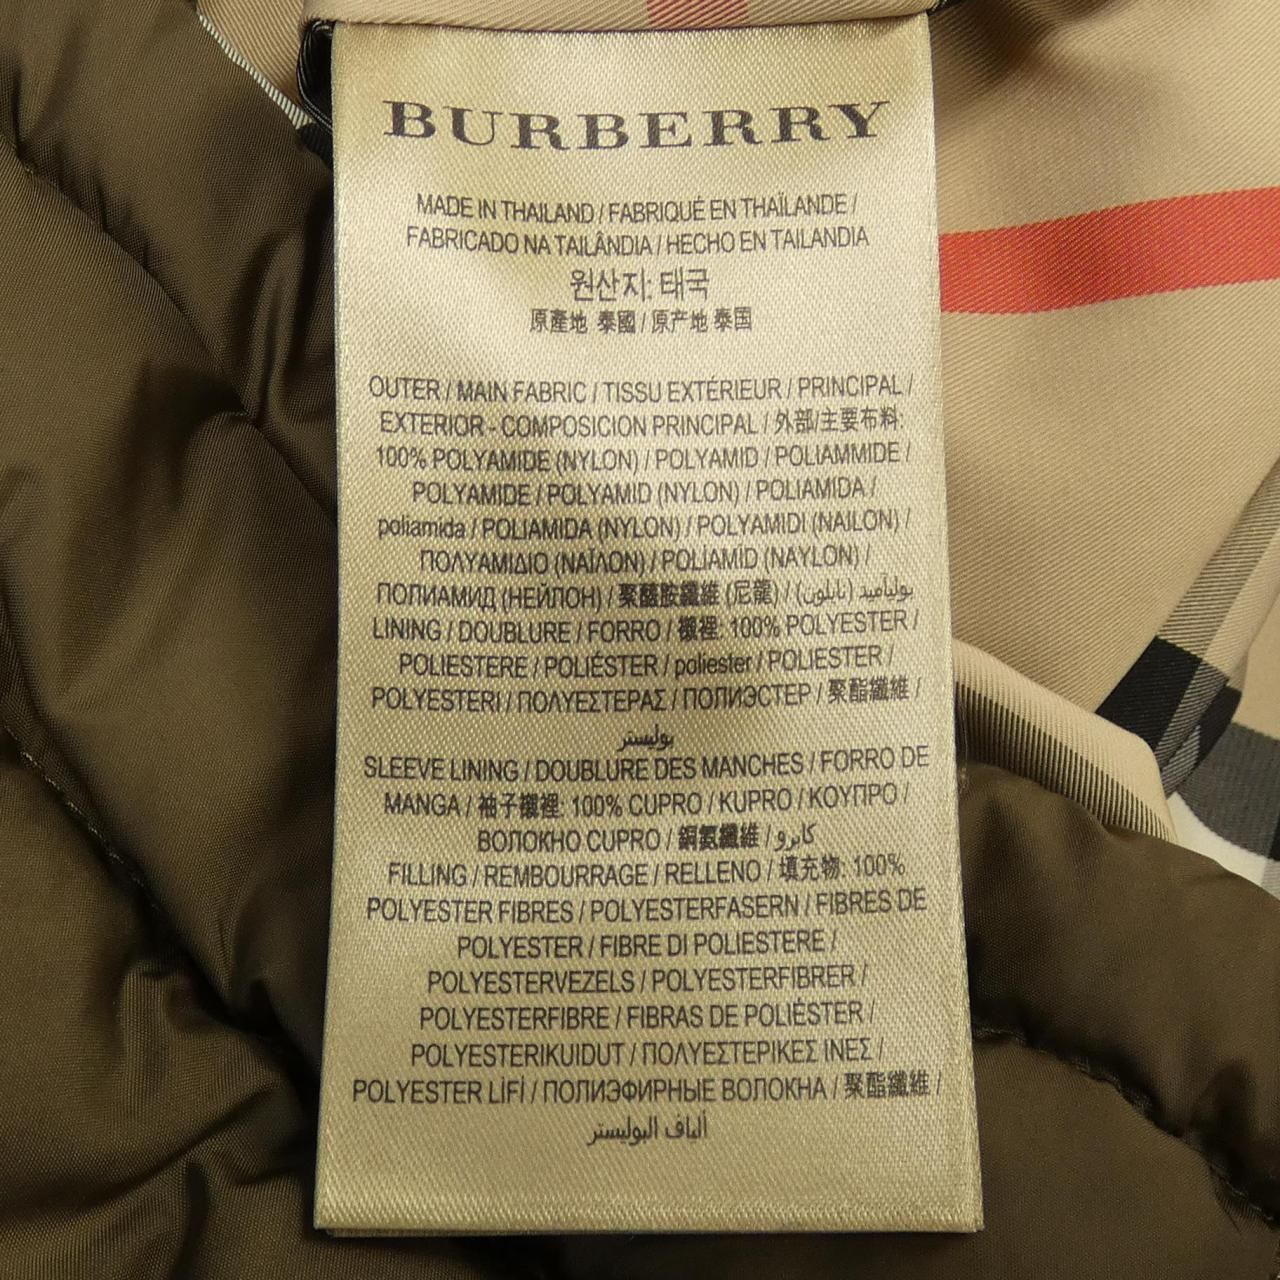 BURBERRY
MADE IN THAILAND / FABRIQUÉ EN THAÏLANDE /
FABRICADO NA TAILÂNDIA / HECHO EN TAILANDIA
원산지: 태국
原產地 泰國 / 原产地 泰国
OUTER / MAIN FABRIC / TISSU EXTÉRIEUR / PRINCIPAL /
EXTERIOR - COMPOSICION PRINCIPAL / 外部/主要布料:
100% POLYAMIDE (NYLON) / POLYAMID / POLIAMMIDE /
POLYAMIDE / POLYAMID (NYLON) / POLIAMIDA /
poliamida / POLIAMIDA (NYLON) / POLYAMIDI (NAILON) /
ΠΟΛΥΑΜΙΔΙΟ (ΝΑΪΛΟΝ) / POLİAMİD (NAYLON) /
ПОЛИАМИД (НЕЙЛОН) / 聚醯胺纖維 (尼龍) / بوليأميد (نايلون)
LINING / DOUBLURE / FORRO / 襯裡: 100% POLYESTER /
POLIESTERE / POLIÉSTER / poliester / POLIESTER /
POLYESTERI / ΠΟΛΥΕΣΤΕΡΑΣ / ПОЛИЭСТЕР / 聚酯纖維 /
بوليستر
SLEEVE LINING / DOUBLURE DES MANCHES / FORRO DE
MANGA / 袖子襯裡: 100% CUPRO / KUPRO / ΚΟΥΠΡΟ /
ВОЛОКНО CUPRO / 銅氨纖維 / كابرو
FILLING / REMBOURRAGE / RELLENO / 填充物: 100%
POLYESTER FIBRES / POLYESTERFASERN / FIBRES DE
POLYESTER / FIBRE DI POLIESTERE /
POLYESTERVEZELS / POLYESTERFIBRER /
POLYESTERFIBRE / FIBRAS DE POLIÉSTER /
POLYESTERIKUIDUT / ΠΟΛΥΕΣΤΕΡΙΚΕΣ ΙΝΕΣ /
POLYESTER LİFİ / ПОЛИЭФИРНЫЕ ВОЛОКНА / 聚酯纖維 /
ألياف البوليستر